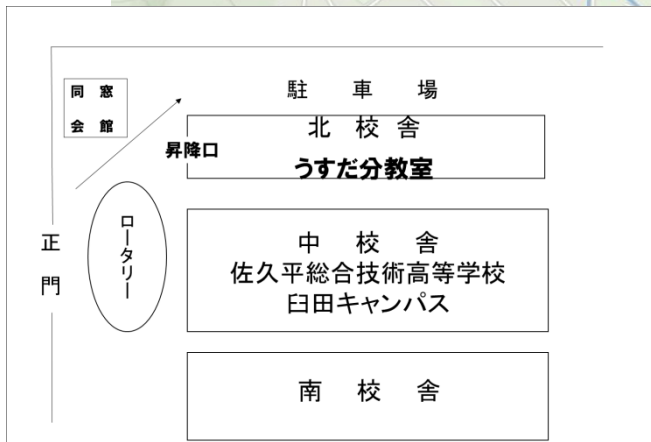 同窓
会館
駐車場
北校舎
昇降口
うすだ分教室
ロータリー
正門
中校舎
佐久平総合技術高等学校
臼田キャンパス
南校舎